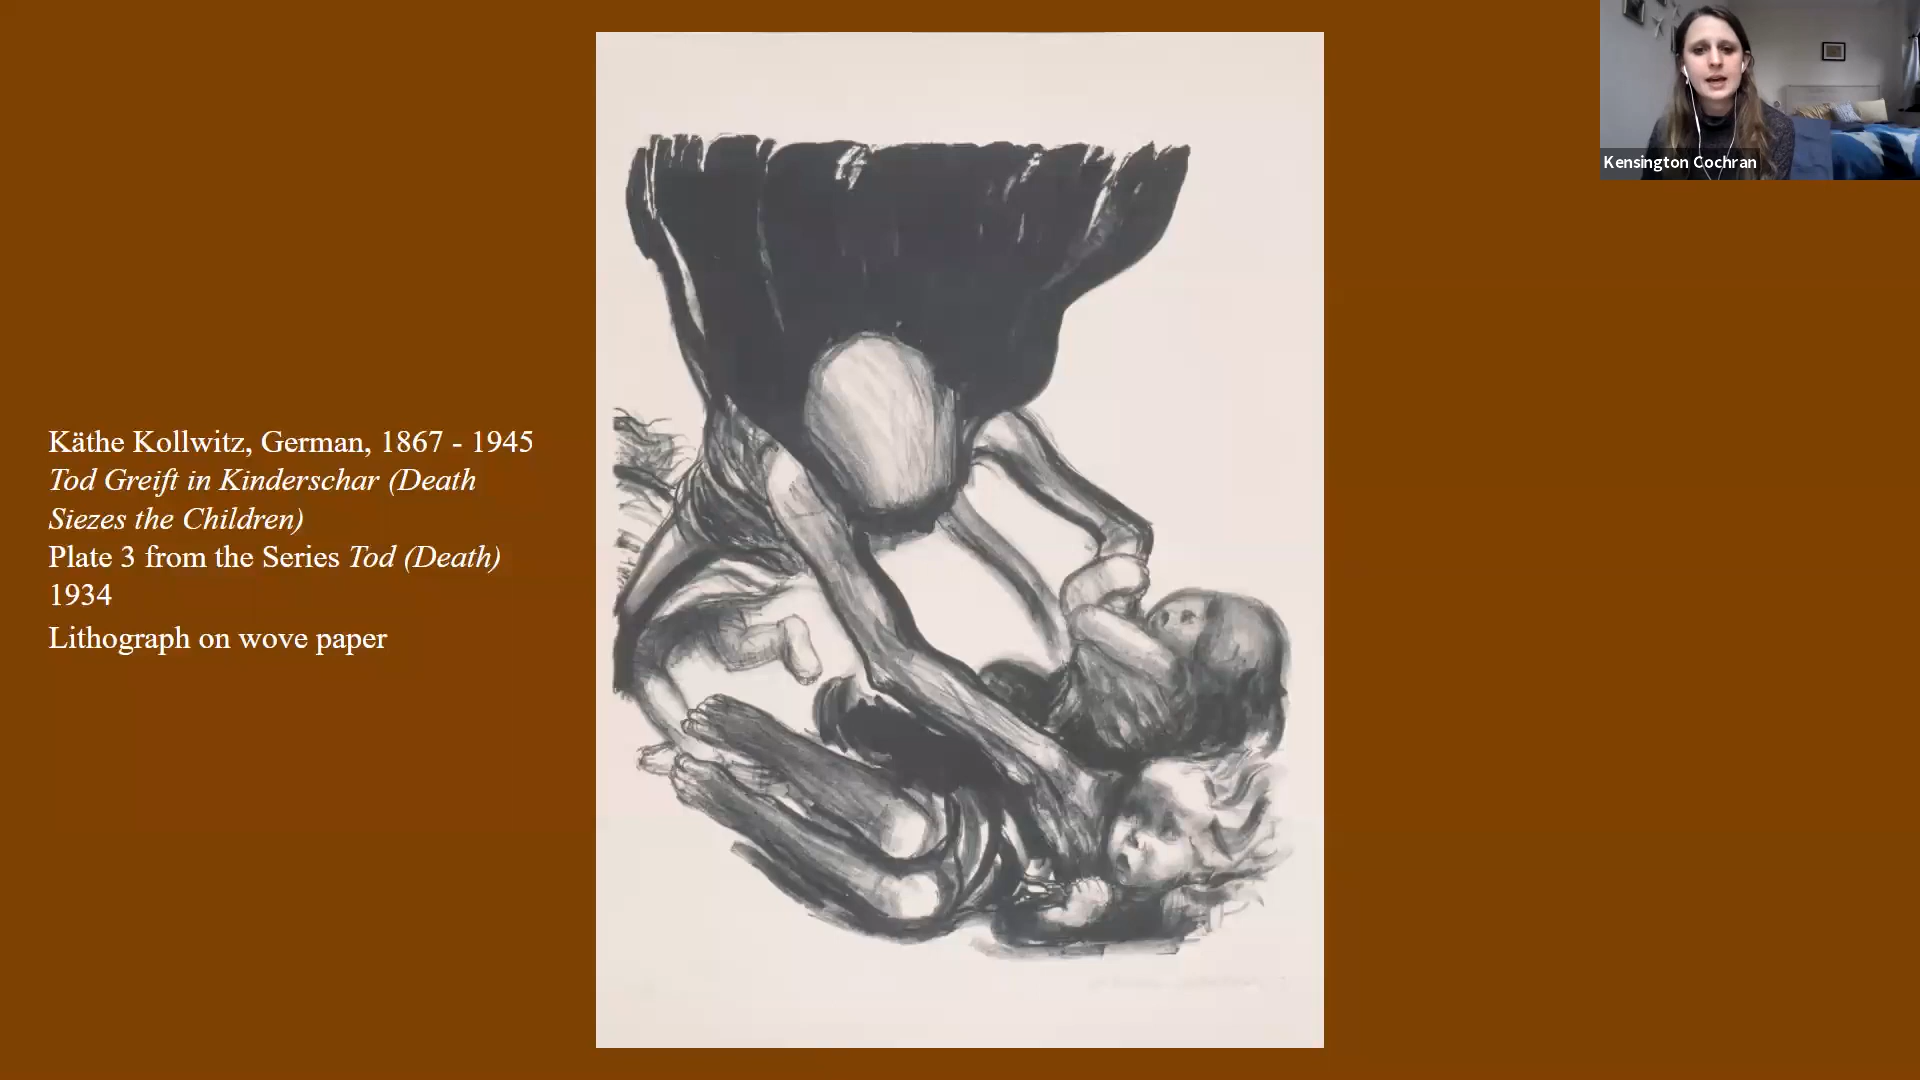 Käthe Kollwitz, German, 1867 - 1945
Tod Greift in Kinderschar (Death
Siezes the Children)
Plate 3 from the Series Tod (Death)
1934
Lithograph on wove paper
Kensington Cochran